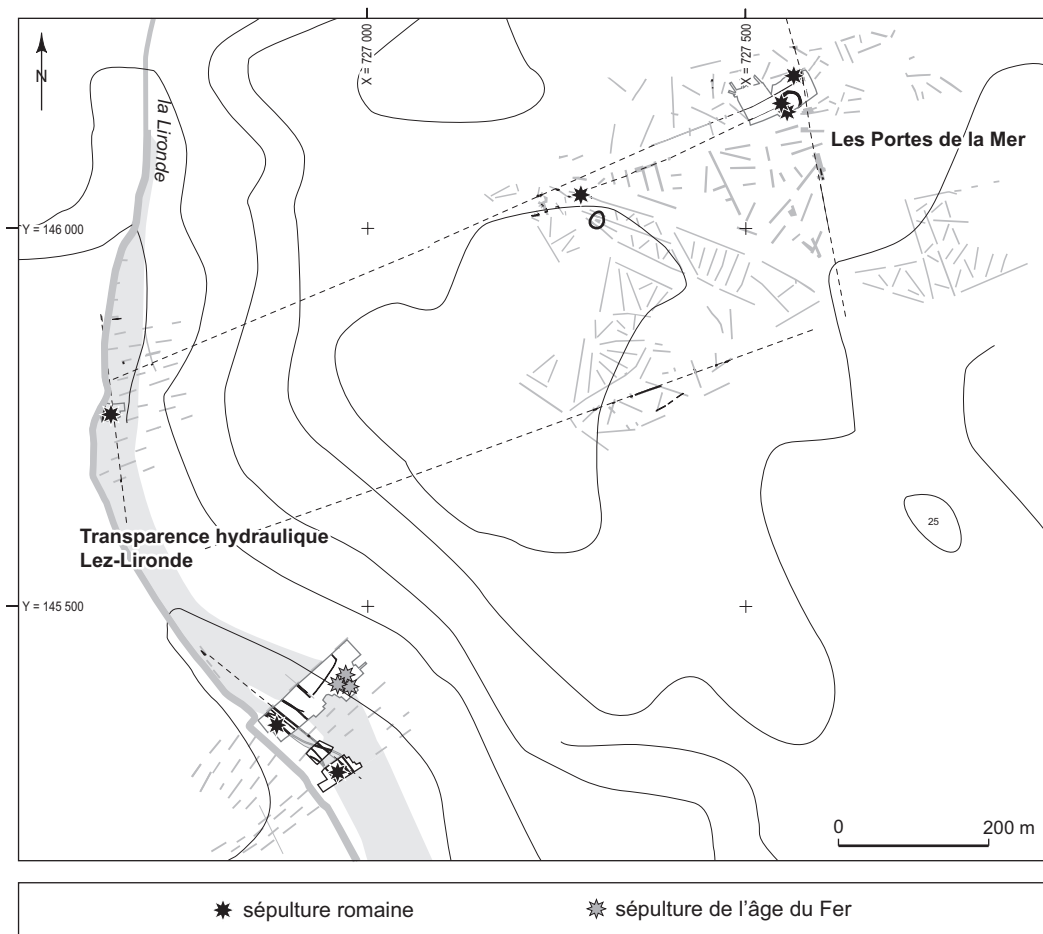 X = 727 000
X = 727 500
N
la Lironde
Les Portes de la Mer
Y = 146 000
25
Transparence hydraulique
Lez-Lironde
Y = 145 500
0 200 m
sépulture romaine
sépulture de l'âge du Fer